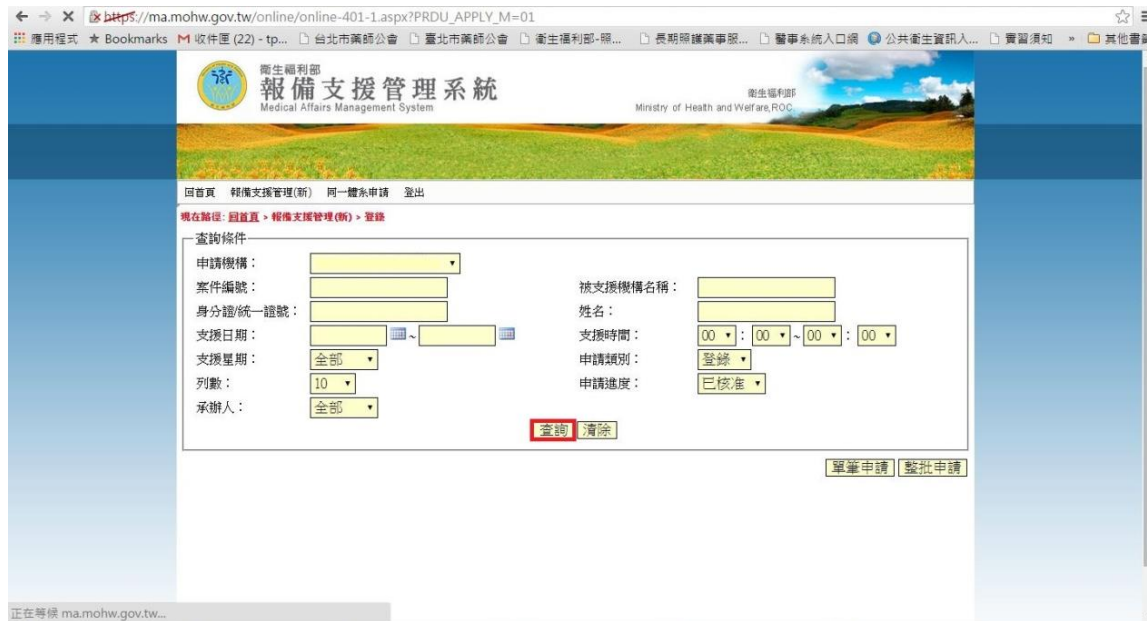 https://ma.mohw.gov.tw/online/online-401-1.aspx?PRDU_APPLY_M=01
應用程式 Bookmarks 收件匣 (22) - tp... 台北市藥師公會 臺北市藥師公會 衛生福利部-照... 長期照護藥事服... 醫事系統入口網 公共衛生資訊人... 實習須知 » 其他書籤
衛生福利部
報備支援管理系統
Medical Affairs Management System
衛生福利部
Ministry of Health and Welfare,ROC
回首頁 報備支援管理(新) 同一體系申請 登出
現在路徑: 回首頁 > 報備支援管理(新) > 登錄
查詢條件
申請機構：
案件編號： 被支援機構名稱：
身分證/統一證號： 姓名：
支援日期： ~ 支援時間： 00 : 00 ~ 00 : 00
支援星期： 全部 申請類別： 登錄
列數： 10 申請進度： 已核准
承辦人： 全部
查詢 清除
單筆申請 整批申請
正在等候 ma.mohw.gov.tw...